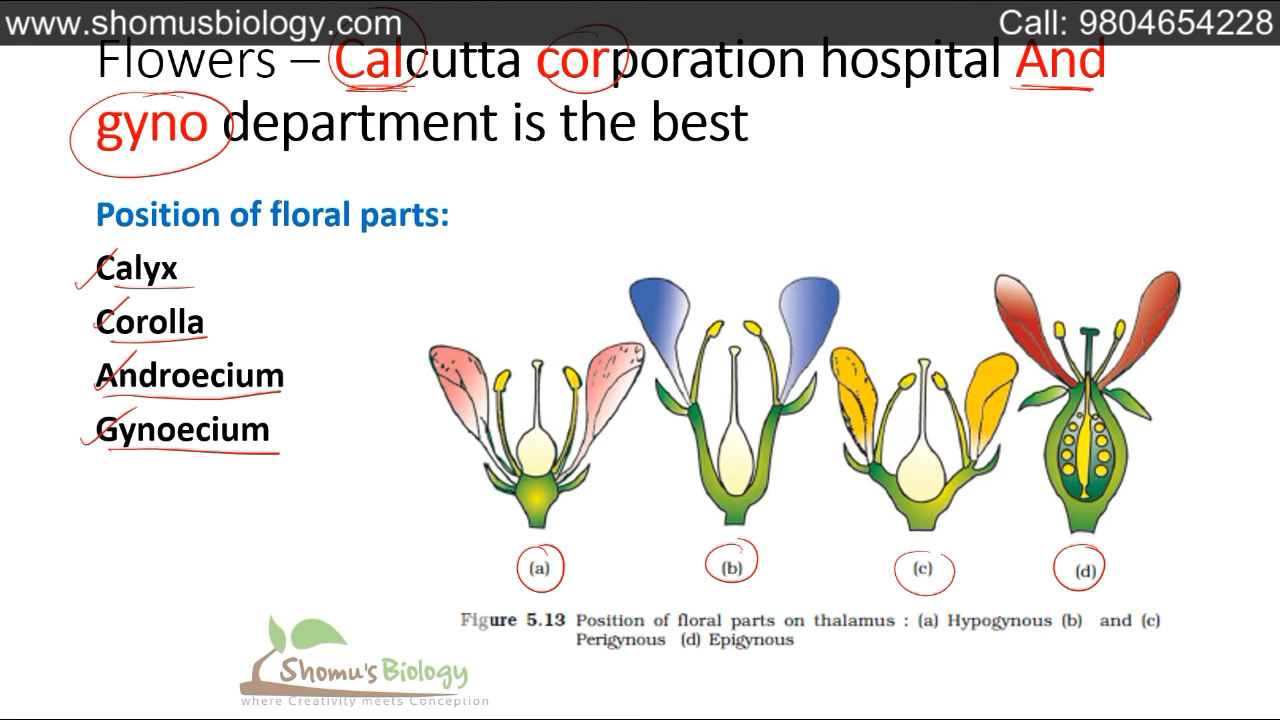 www.shomusbiology.com
Call: 9804654228
Flowers – Calcutta corporation hospital And
gyno department is the best
Position of floral parts:
Calyx
Corolla
Androecium
Gynoecium
(a)
(b)
(c)
(d)
Figure 5.13 Position of floral parts on thalamus : (a) Hypogynous (b) and (c)
Perigynous (d) Epigynous
Shomu's Biology
where Creativity meets Conception